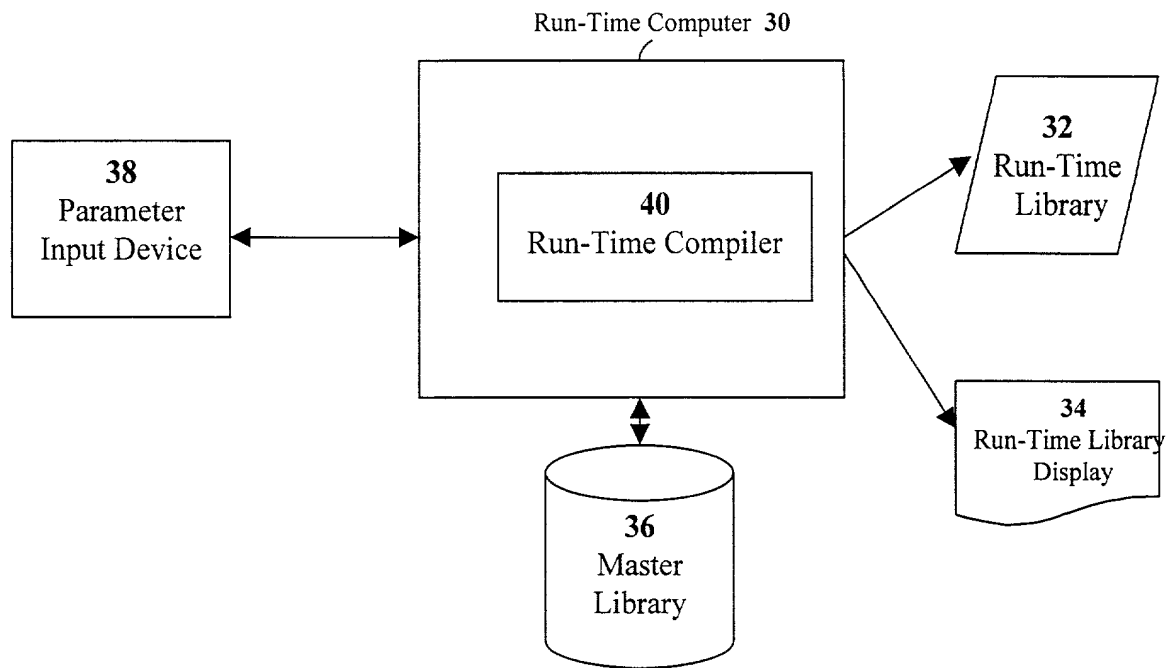 Run-Time Computer 30
38
Parameter
Input Device
40
Run-Time Compiler
32
Run-Time
Library
34
Run-Time Library
Display
36
Master
Library